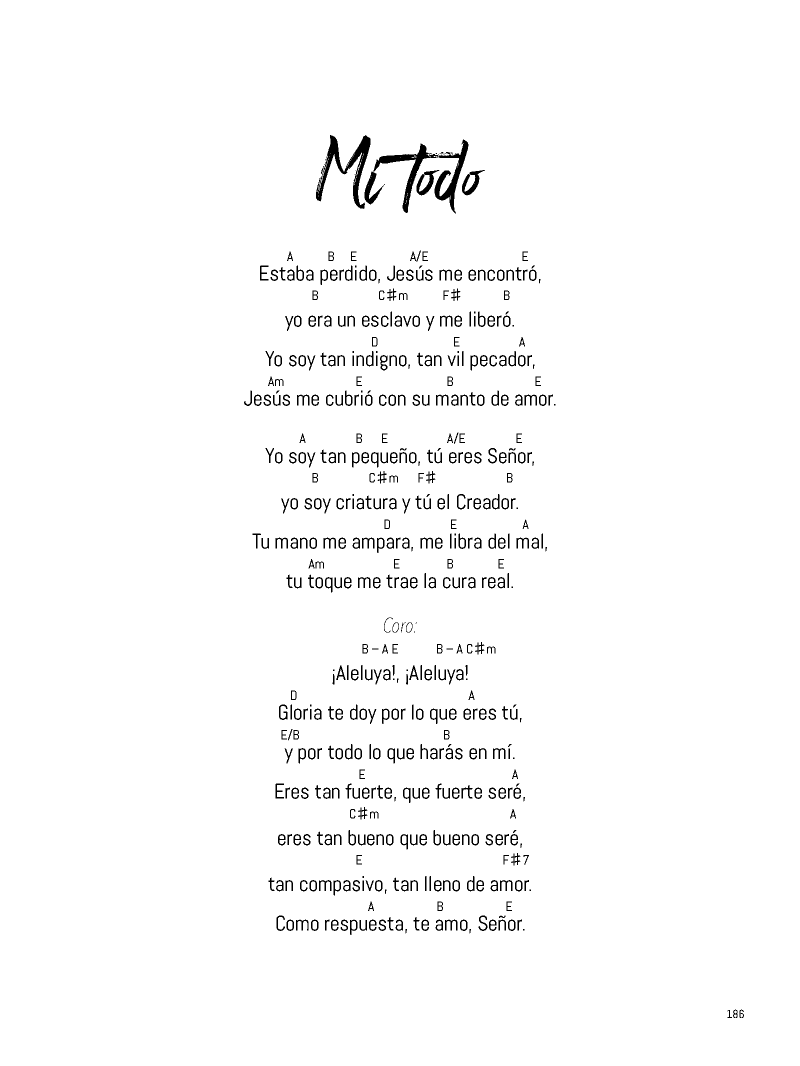 Mi todo
A B E A/E E
Estaba perdido, Jesús me encontró,
B C♯m F♯ B
yo era un esclavo y me liberó.
D E A
Yo soy tan indigno, tan vil pecador,
Am E B E
Jesús me cubrió con su manto de amor.
A B E A/E E
Yo soy tan pequeño, tú eres Señor,
B C♯m F♯ B
yo soy criatura y tú el Creador.
D E A
Tu mano me ampara, me libra del mal,
Am E B E
tu toque me trae la cura real.
Coro:
B – A E B – A C♯m
¡Aleluya!, ¡Aleluya!
D A
Gloria te doy por lo que eres tú,
E/B B
y por todo lo que harás en mí.
E A
Eres tan fuerte, que fuerte seré,
C♯m A
eres tan bueno que bueno seré,
E F♯7
tan compasivo, tan lleno de amor.
A B E
Como respuesta, te amo, Señor.
186